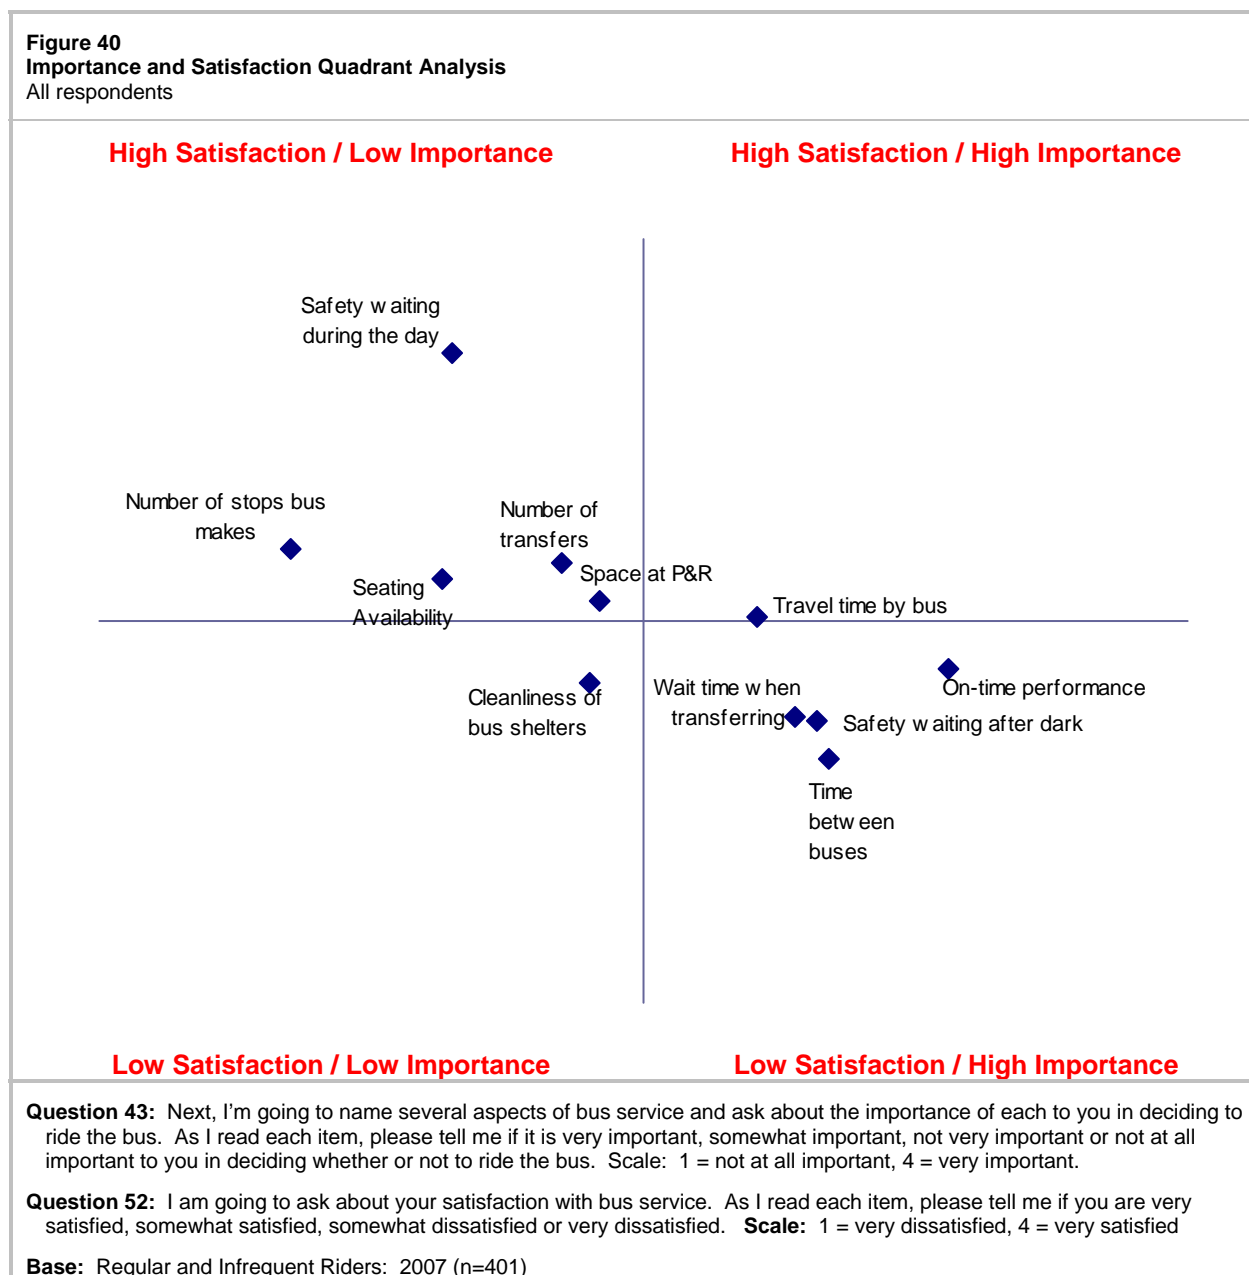 Figure 40
Importance and Satisfaction Quadrant Analysis
All respondents
High Satisfaction / Low Importance
High Satisfaction / High Importance
Safety waiting
during the day
Number of stops bus
makes
Number of
transfers
Seating
Availability
Space at P&R
Travel time by bus
Cleanliness of
bus shelters
Wait time when
transferring
On-time performance
Safety waiting after dark
Time
between
buses
Low Satisfaction / Low Importance
Low Satisfaction / High Importance
Question 43: Next, I'm going to name several aspects of bus service and ask about the importance of each to you in deciding to
ride the bus. As I read each item, please tell me if it is very important, somewhat important, not very important or not at all
important to you in deciding whether or not to ride the bus. Scale: 1 = not at all important, 4 = very important.
Question 52: I am going to ask about your satisfaction with bus service. As I read each item, please tell me if you are very
satisfied, somewhat satisfied, somewhat dissatisfied or very dissatisfied. Scale: 1 = very dissatisfied, 4 = very satisfied
Base: Regular and Infrequent Riders: 2007 (n=401)